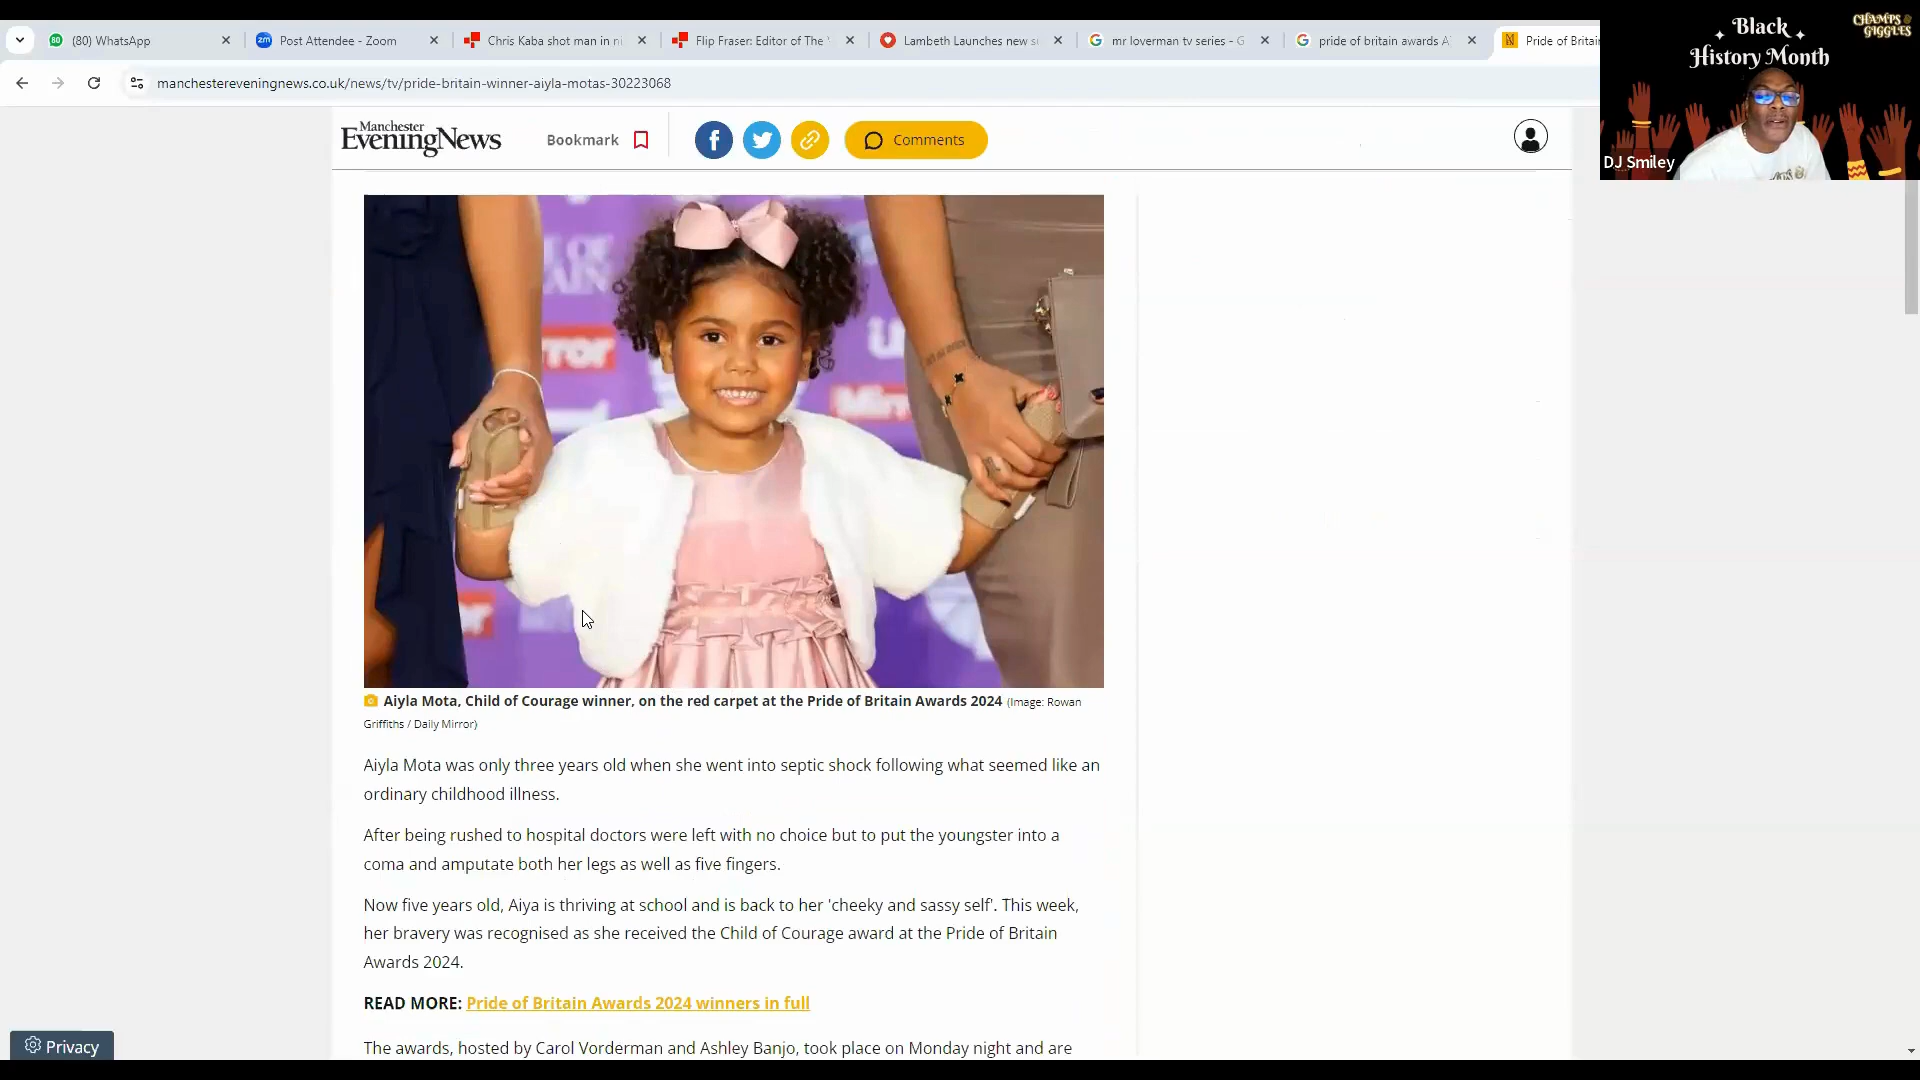 (80) WhatsApp
Post Attendee - Zoom
Chris Kaba shot man in ni
Flip Fraser: Editor of The
Lambeth Launches new s
mr loverman tv series - G
pride of britain awards A
Pride of Britai
manchestereveningnews.co.uk/news/tv/pride-britain-winner-aiyla-motas-30223068
Black
History Month
CHAMPS
GIGGLES
DJ Smiley
Manchester
EveningNews
Bookmark
Comments
Mirror
Aiyla Mota, Child of Courage winner, on the red carpet at the Pride of Britain Awards 2024 (Image: Rowan
Griffiths / Daily Mirror)
Aiyla Mota was only three years old when she went into septic shock following what seemed like an
ordinary childhood illness.
After being rushed to hospital doctors were left with no choice but to put the youngster into a
coma and amputate both her legs as well as five fingers.
Now five years old, Aiya is thriving at school and is back to her 'cheeky and sassy self'. This week,
her bravery was recognised as she received the Child of Courage award at the Pride of Britain
Awards 2024.
READ MORE: Pride of Britain Awards 2024 winners in full
The awards, hosted by Carol Vorderman and Ashley Banjo, took place on Monday night and are
Privacy